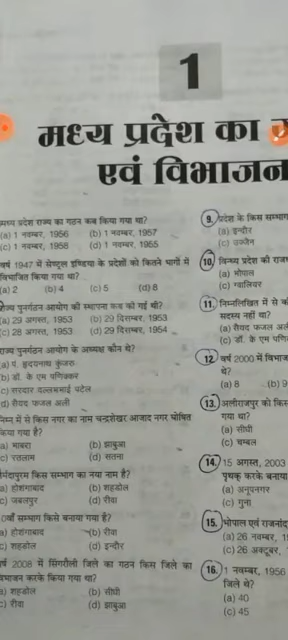 1
मध्य प्रदेश का
एवं विभाजन
मध्य प्रदेश राज्य का गठन कब किया गया था?
(a) 1 नवम्बर, 1956 (b) 1 नवम्बर, 1957
(c) 1 नवम्बर, 1958 (d) 1 नवम्बर, 1955
वर्ष 1947 में सेण्ट्रल इण्डिया के प्रदेशों को कितने भागों में
विभाजित किया गया था?
(a) 2 (b) 4 (c) 5 (d) 8
राज्य पुनर्गठन आयोग की स्थापना कब की गई थी?
(a) 29 अगस्त, 1953 (b) 29 दिसम्बर, 1953
(c) 28 अगस्त, 1953 (d) 29 दिसम्बर, 1954
राज्य पुनर्गठन आयोग के अध्यक्ष कौन थे?
(a) पं. हृदयनाथ कुंजरू
(b) डॉ. के एम पणिक्कर
(c) सरदार वल्लभभाई पटेल
(d) सैयद फजल अली
निम्न में से किस नगर का नाम चन्द्रशेखर आजाद नगर घोषित
किया गया है?
(a) भाबरा (b) झाबुआ
(c) रतलाम (d) सतना
नर्मदापुरम किस सम्भाग का नया नाम है?
(a) होशंगाबाद (b) शहडोल
(c) जबलपुर (d) रीवा
10वाँ सम्भाग किसे बनाया गया है?
(a) होशंगाबाद (b) रीवा
(c) शहडोल (d) इन्दौर
वर्ष 2008 में सिंगरौली जिले का गठन किस जिले का
विभाजन करके किया गया था?
(a) शहडोल (b) सीधी
(c) रीवा (d) झाबुआ
9. प्रदेश के किस सम्भाग
(a) इन्दौर
(c) उज्जैन
10. विन्ध्य प्रदेश की राज
(a) भोपाल
(c) ग्वालियर
11. निम्नलिखित में से क
सदस्य नहीं था?
(a) सैयद फजल अल
(c) डॉ. के एम पणि
12. वर्ष 2000 में विभाज
थे?
(a) 8 (b) 9
13. अलीराजपुर को किस
गया था?
(a) सीधी
(c) चम्बल
14. 15 अगस्त, 2003
पृथक् करके बनाया
(a) अनूपनगर
(c) गुना
15. भोपाल एवं राजनांद
(a) 26 नवम्बर, 1
(c) 26 अक्टूबर,
16. 1 नवम्बर, 1956
जिले थे?
(a) 40
(c) 45